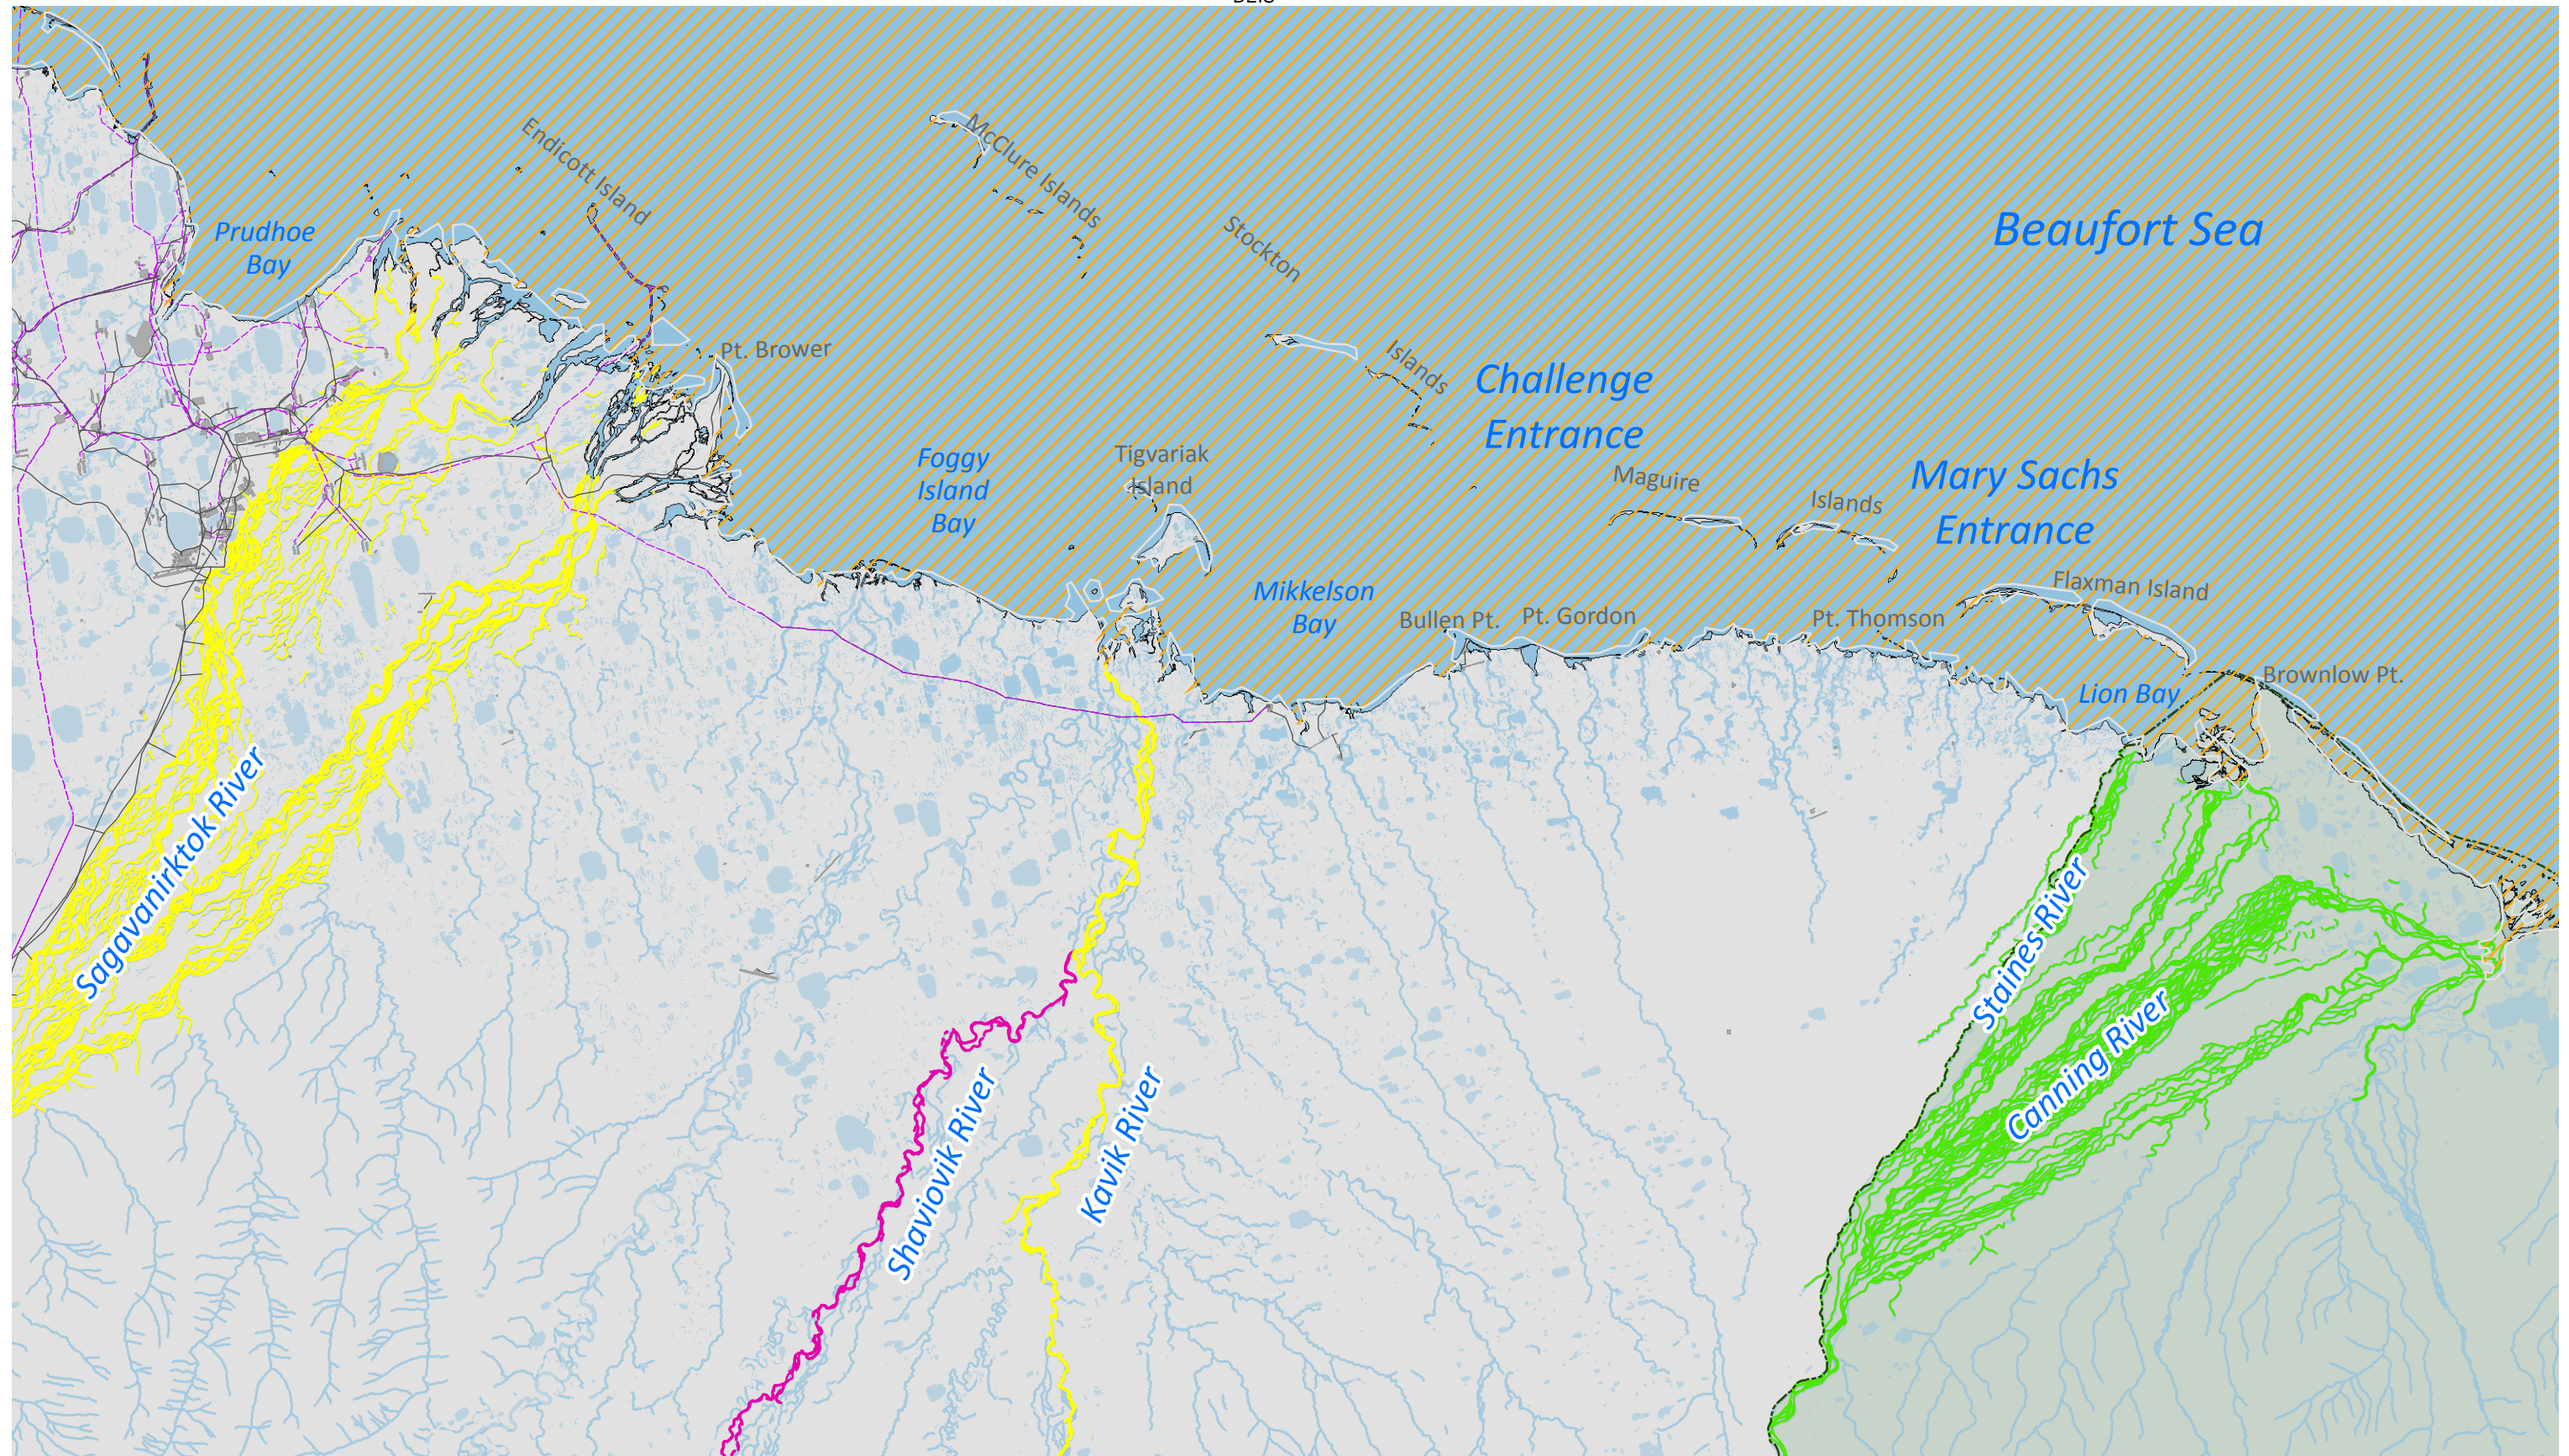 Beaufort Sea
Endicott Island
McClure Islands
Stockton
Islands
Prudhoe
Bay
Pt. Brower
Challenge
Entrance
Foggy
Island
Bay
Tigvariak
Island
Maguire
Islands
Mary Sachs
Entrance
Mikkelson
Bay
Bullen Pt.
Pt. Gordon
Pt. Thomson
Flaxman Island
Brownlow Pt.
Lion Bay
Sagavanirktok River
Shaviovik River
Kavik River
Staines River
Canning River